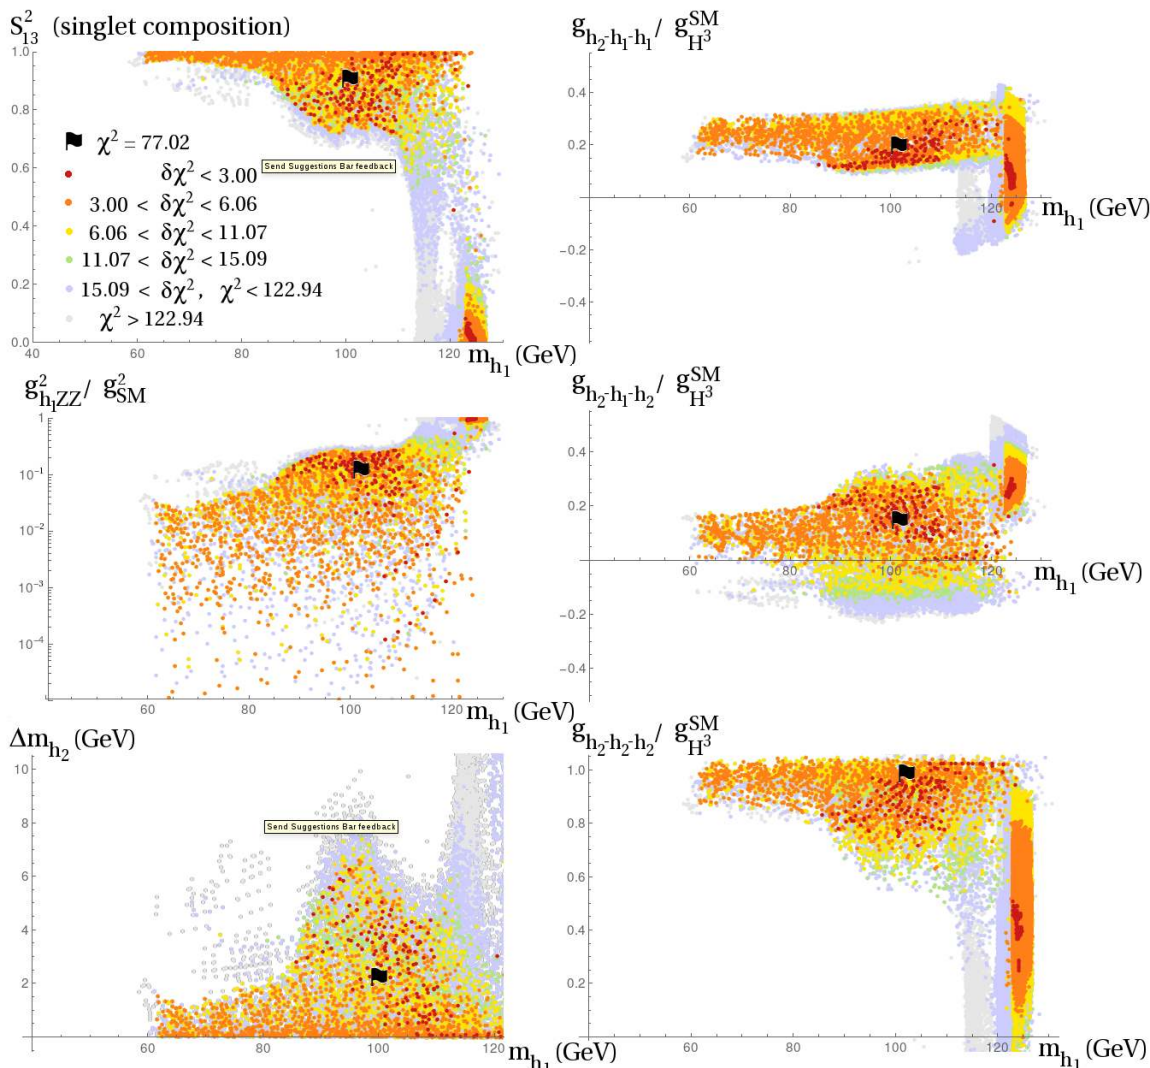 S²₁₃ (singlet composition)
1.0
0.8
0.6
0.4
0.2
0.0
40 60 80 100 120
m_h₁ (GeV)
χ² = 77.02
δχ² < 3.00
3.00 < δχ² < 6.06
6.06 < δχ² < 11.07
11.07 < δχ² < 15.09
15.09 < δχ² , χ² < 122.94
χ² > 122.94
Send Suggestions Bar feedback
g_h₂-h₁-h₁ / g_H³^SM
0.4
0.2
-0.2
-0.4
60 80 100 120
m_h₁ (GeV)
g²_h₁ZZ / g²_SM
1
10⁻¹
10⁻²
10⁻³
10⁻⁴
60 80 100 120
m_h₁ (GeV)
g_h₂-h₁-h₂ / g_H³^SM
0.4
0.2
-0.2
-0.4
60 80 100 120
m_h₁ (GeV)
Δm_h₂ (GeV)
10
8
6
4
2
60 80 100 120
m_h₁ (GeV)
Send Suggestions Bar feedback
g_h₂-h₂-h₂ / g_H³^SM
1.0
0.8
0.6
0.4
0.2
60 80 100 120
m_h₁ (GeV)